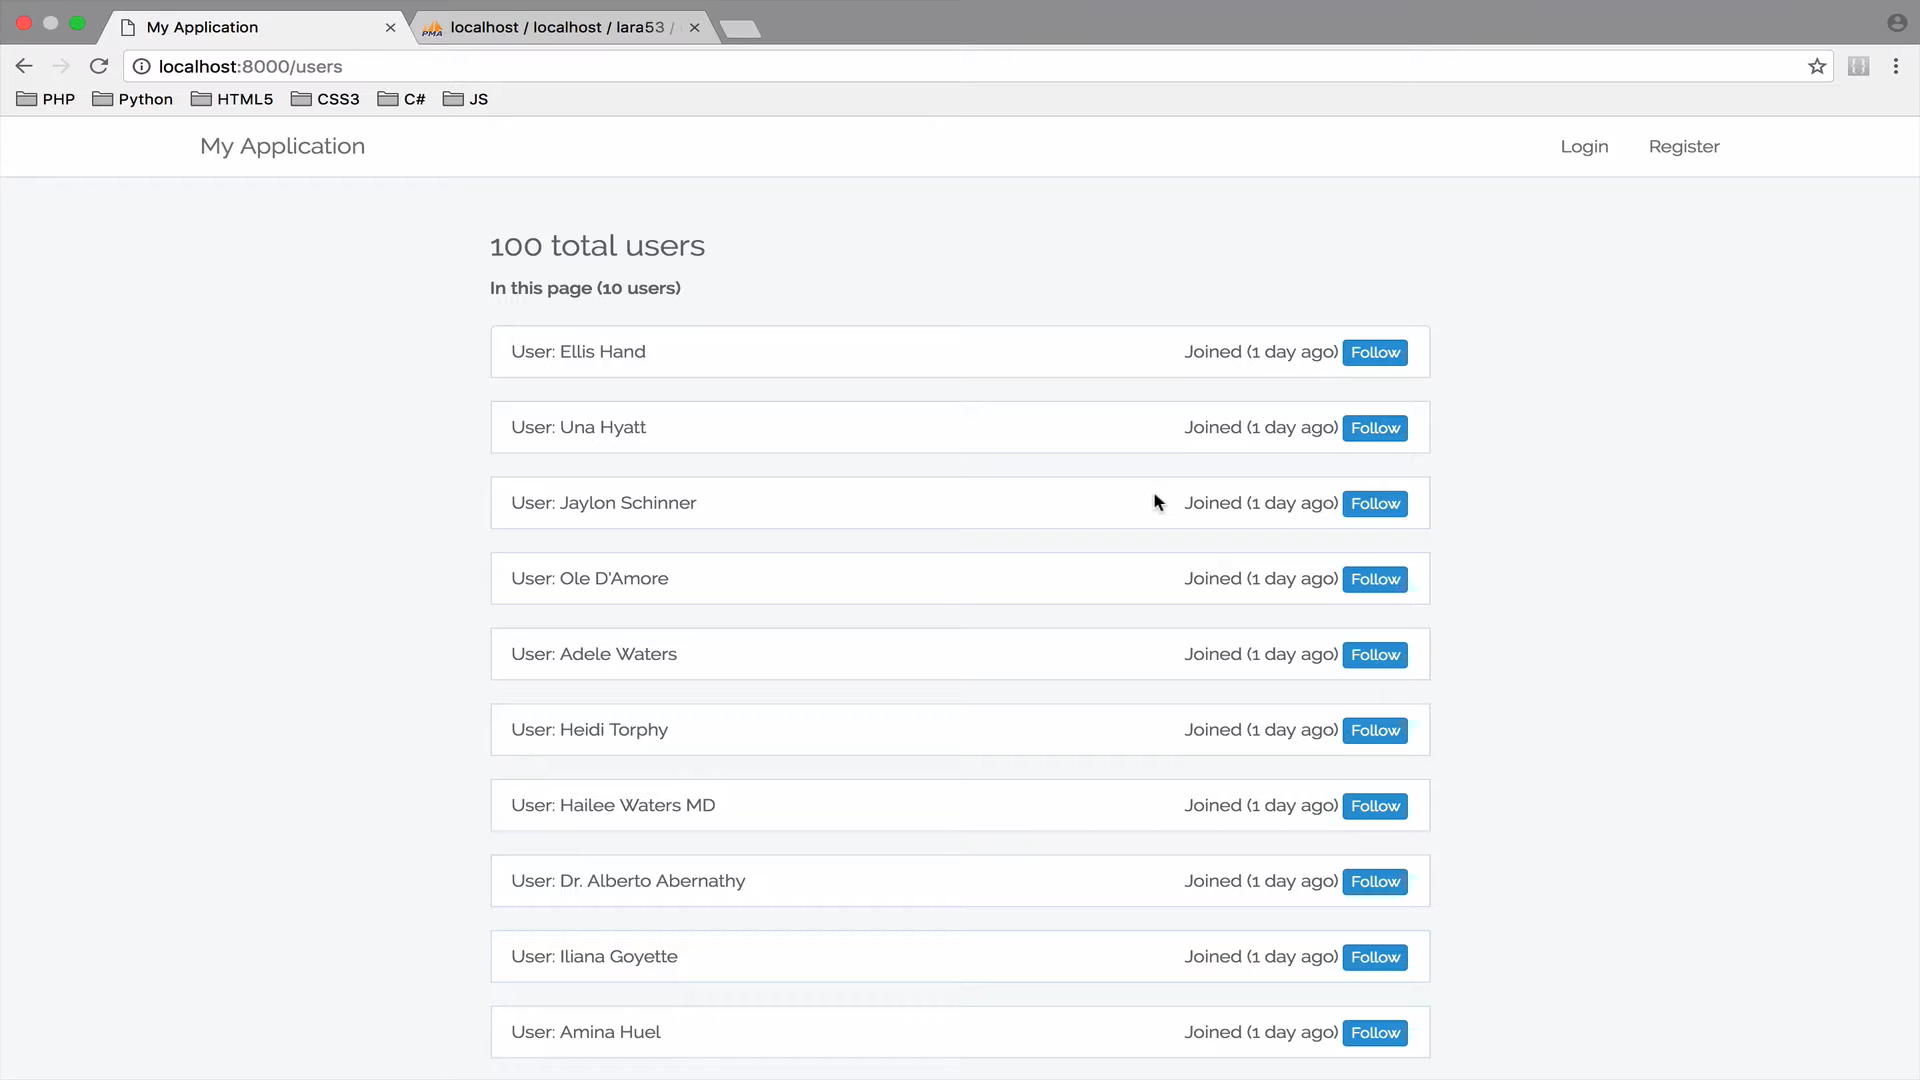 My Application
localhost / localhost / lara53 /
localhost:8000/users
PHP Python HTML5 CSS3 C# JS
My Application Login Register
100 total users
In this page (10 users)
User: Ellis Hand Joined (1 day ago) Follow
User: Una Hyatt Joined (1 day ago) Follow
User: Jaylon Schinner Joined (1 day ago) Follow
User: Ole D'Amore Joined (1 day ago) Follow
User: Adele Waters Joined (1 day ago) Follow
User: Heidi Torphy Joined (1 day ago) Follow
User: Hailee Waters MD Joined (1 day ago) Follow
User: Dr. Alberto Abernathy Joined (1 day ago) Follow
User: Iliana Goyette Joined (1 day ago) Follow
User: Amina Huel Joined (1 day ago) Follow